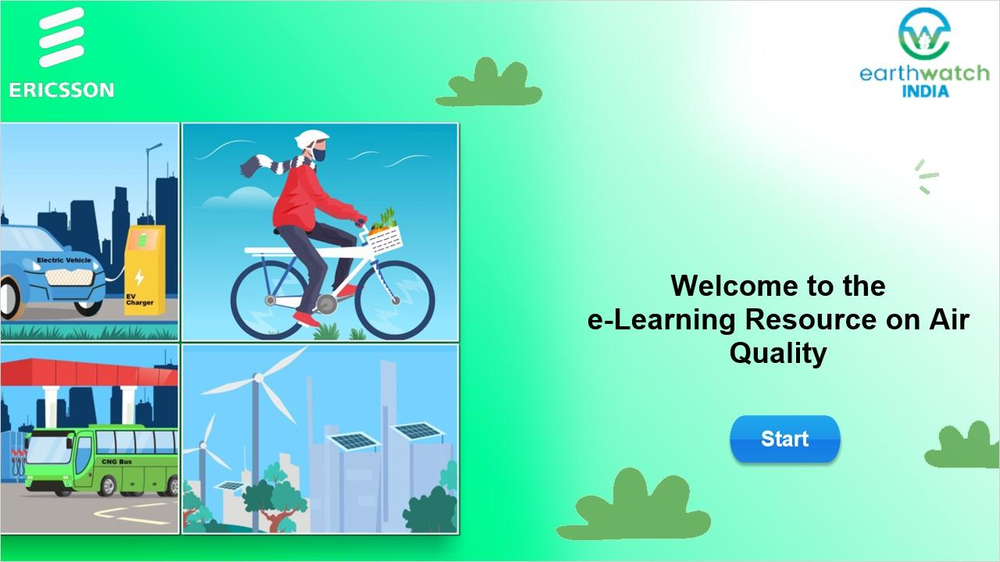 ERICSSON
earthwatch
INDIA
Electric Vehicle
EV
Charger
CNG Bus
Welcome to the
e-Learning Resource on Air
Quality
Start